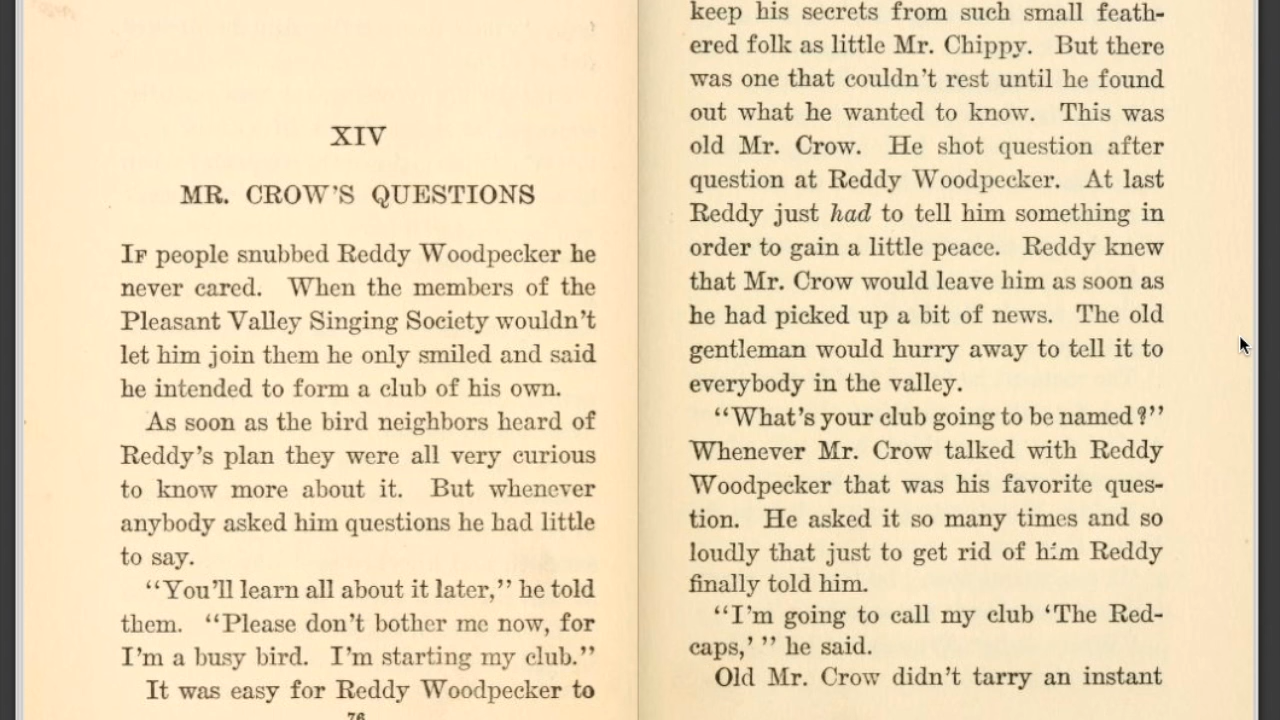 XIV
MR. CROW'S QUESTIONS
IF people snubbed Reddy Woodpecker he
never cared. When the members of the
Pleasant Valley Singing Society wouldn't
let him join them he only smiled and said
he intended to form a club of his own.
As soon as the bird neighbors heard of
Reddy's plan they were all very curious
to know more about it. But whenever
anybody asked him questions he had little
to say.
"You'll learn all about it later," he told
them. "Please don't bother me now, for
I'm a busy bird. I'm starting my club."
It was easy for Reddy Woodpecker to
76
keep his secrets from such small feath-
ered folk as little Mr. Chippy. But there
was one that couldn't rest until he found
out what he wanted to know. This was
old Mr. Crow. He shot question after
question at Reddy Woodpecker. At last
Reddy just had to tell him something in
order to gain a little peace. Reddy knew
that Mr. Crow would leave him as soon as
he had picked up a bit of news. The old
gentleman would hurry away to tell it to
everybody in the valley.
"What's your club going to be named?"
Whenever Mr. Crow talked with Reddy
Woodpecker that was his favorite ques-
tion. He asked it so many times and so
loudly that just to get rid of him Reddy
finally told him.
"I'm going to call my club 'The Red-
caps,' " he said.
Old Mr. Crow didn't tarry an instant